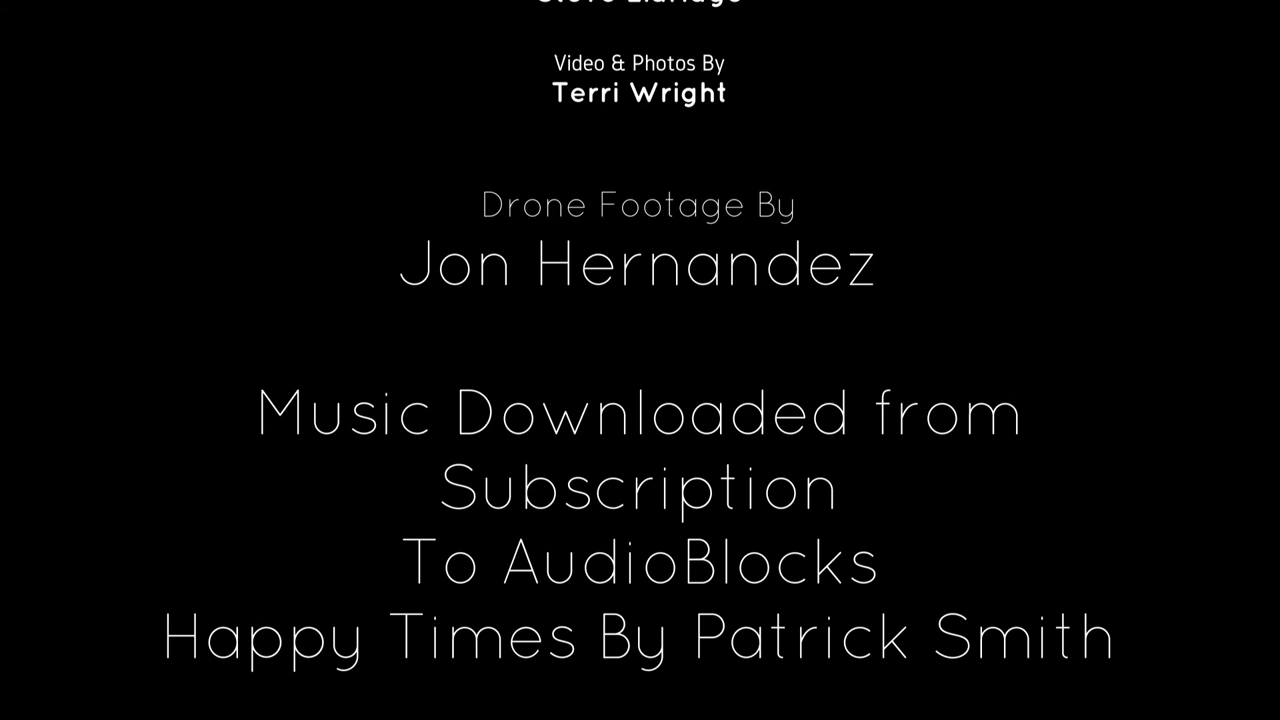 Video & Photos By
Terri Wright
Drone Footage By
Jon Hernandez
Music Downloaded from
Subscription
To AudioBlocks
Happy Times By Patrick Smith